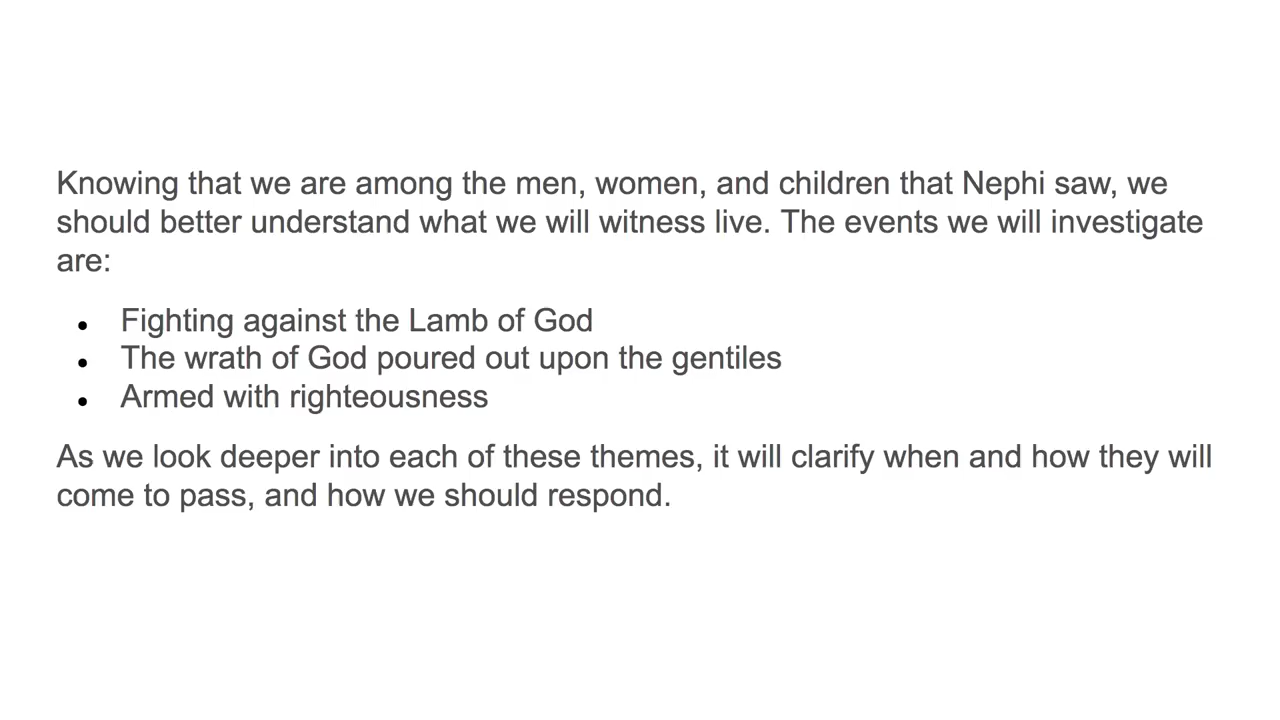 Knowing that we are among the men, women, and children that Nephi saw, we
should better understand what we will witness live. The events we will investigate
are:
● Fighting against the Lamb of God
● The wrath of God poured out upon the gentiles
● Armed with righteousness
As we look deeper into each of these themes, it will clarify when and how they will
come to pass, and how we should respond.